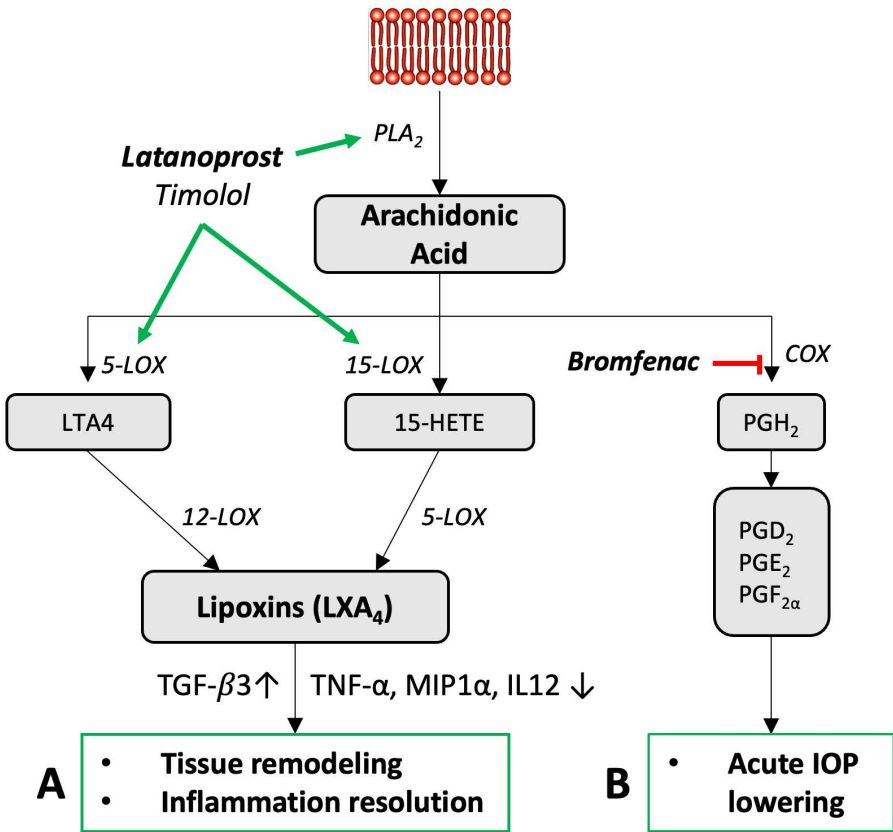 PLA₂
Latanoprost
Timolol
Arachidonic
Acid
5-LOX
15-LOX
Bromfenac
COX
LTA4
15-HETE
PGH₂
12-LOX
5-LOX
PGD₂
PGE₂
PGF₂α
Lipoxins (LXA₄)
TGF-β3↑ TNF-α, MIP1α, IL12 ↓
A
• Tissue remodeling
• Inflammation resolution
B
• Acute IOP
lowering